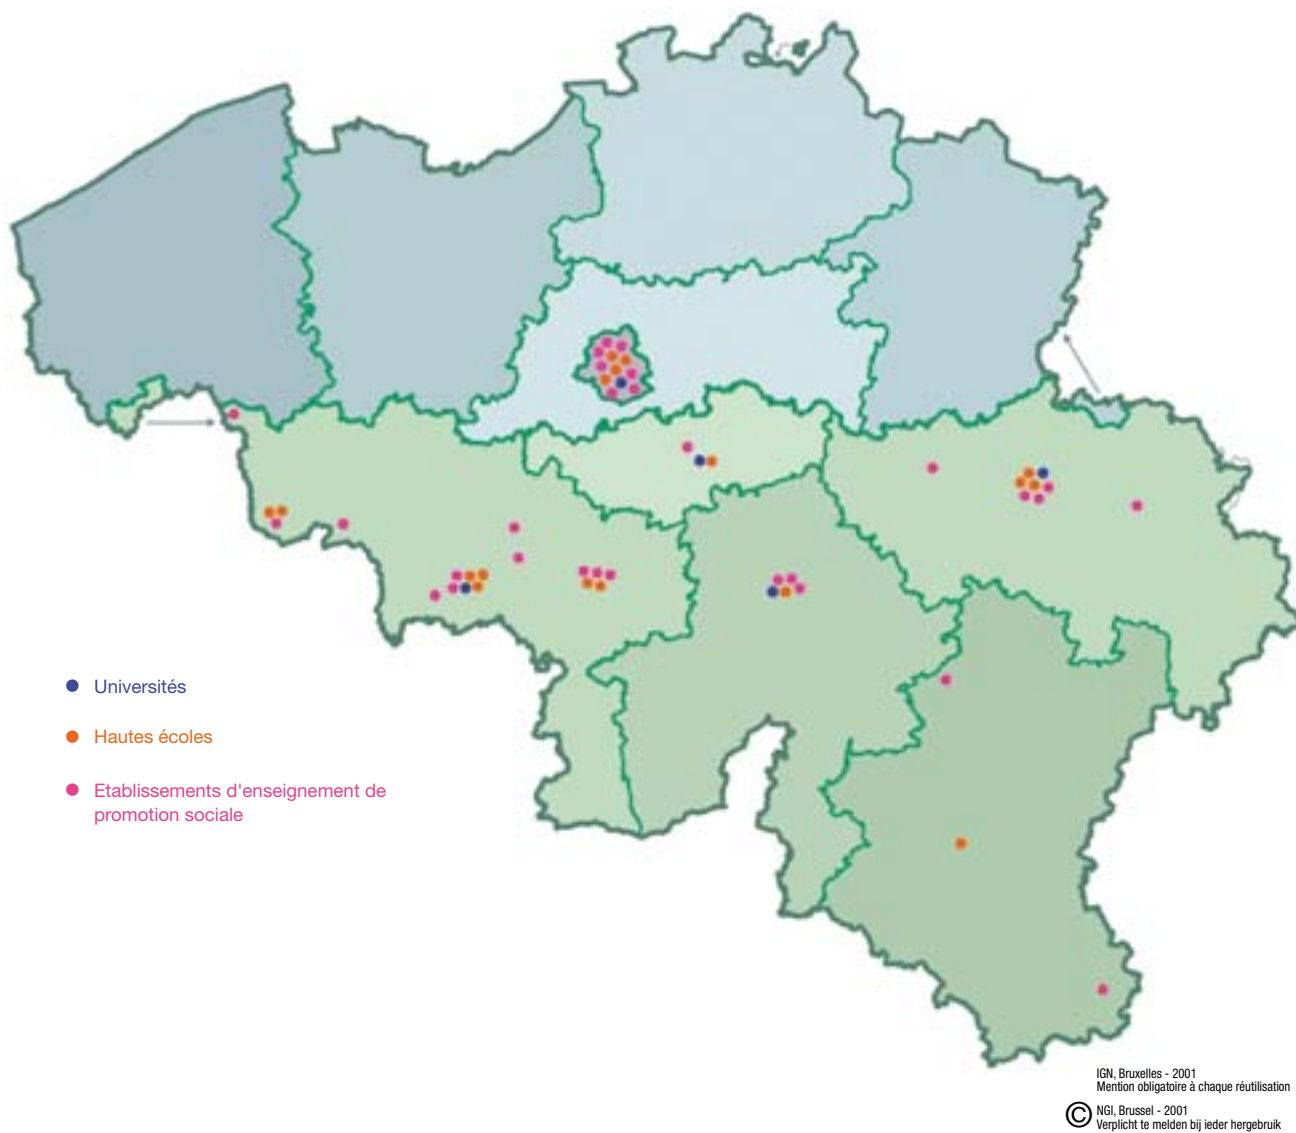 Universités
Hautes écoles
Etablissements d'enseignement de
promotion sociale
IGN, Bruxelles - 2001
Mention obligatoire à chaque réutilisation
© NGI, Brussel - 2001
Verplicht te melden bij ieder hergebruik